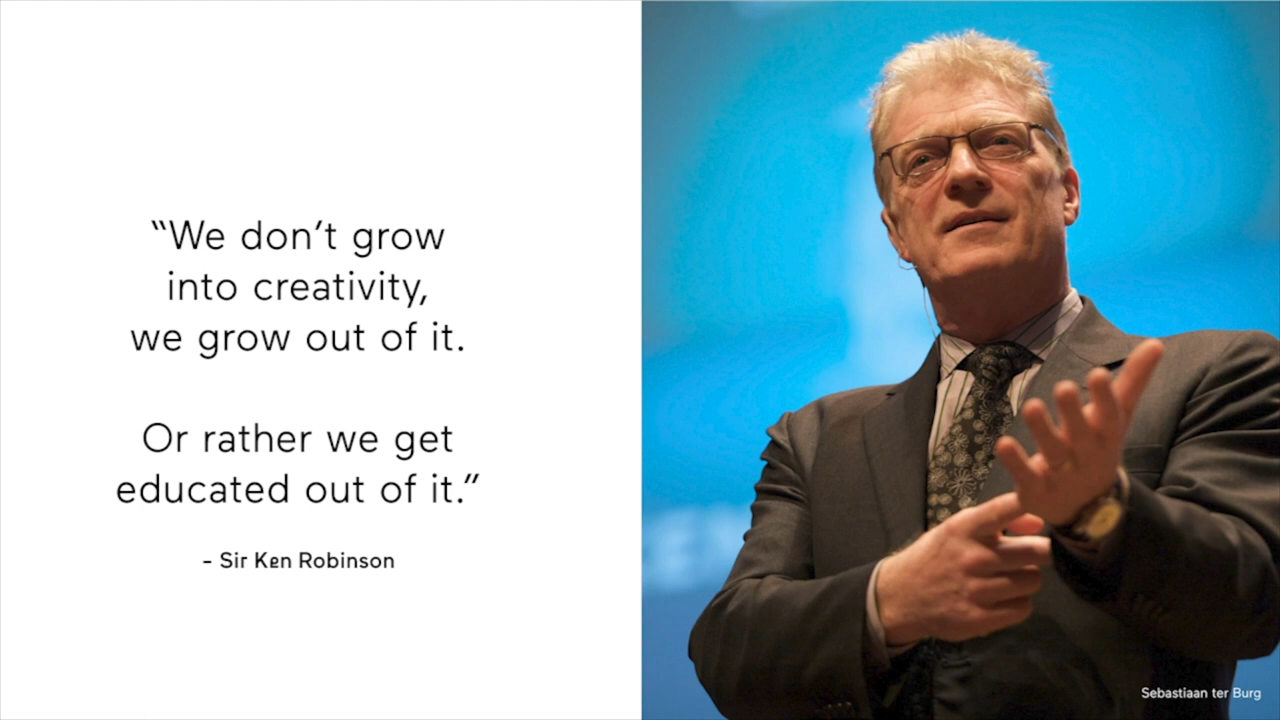 “We don’t grow
into creativity,
we grow out of it.
Or rather we get
educated out of it.”
– Sir Ken Robinson
Sebastiaan ter Burg